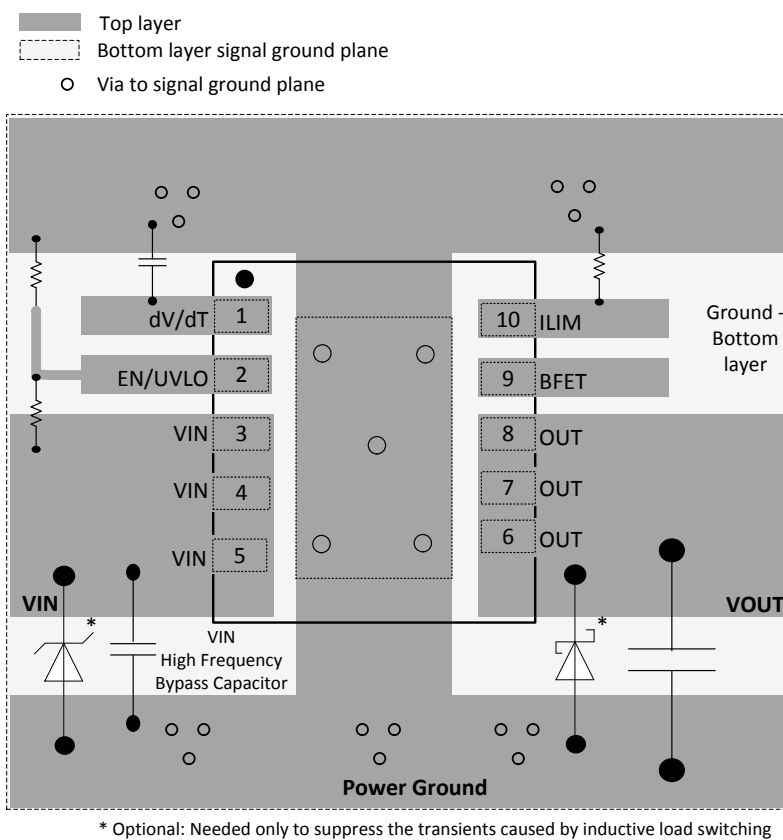 Top layer
Bottom layer signal ground plane
Via to signal ground plane
dV/dT 1
10 ILIM
Ground -
Bottom
layer
EN/UVLO 2
9 BFET
VIN 3
8 OUT
VIN 4
7 OUT
VIN 5
6 OUT
VIN
*
VIN
High Frequency
Bypass Capacitor
*
VOUT
Power Ground
* Optional: Needed only to suppress the transients caused by inductive load switching